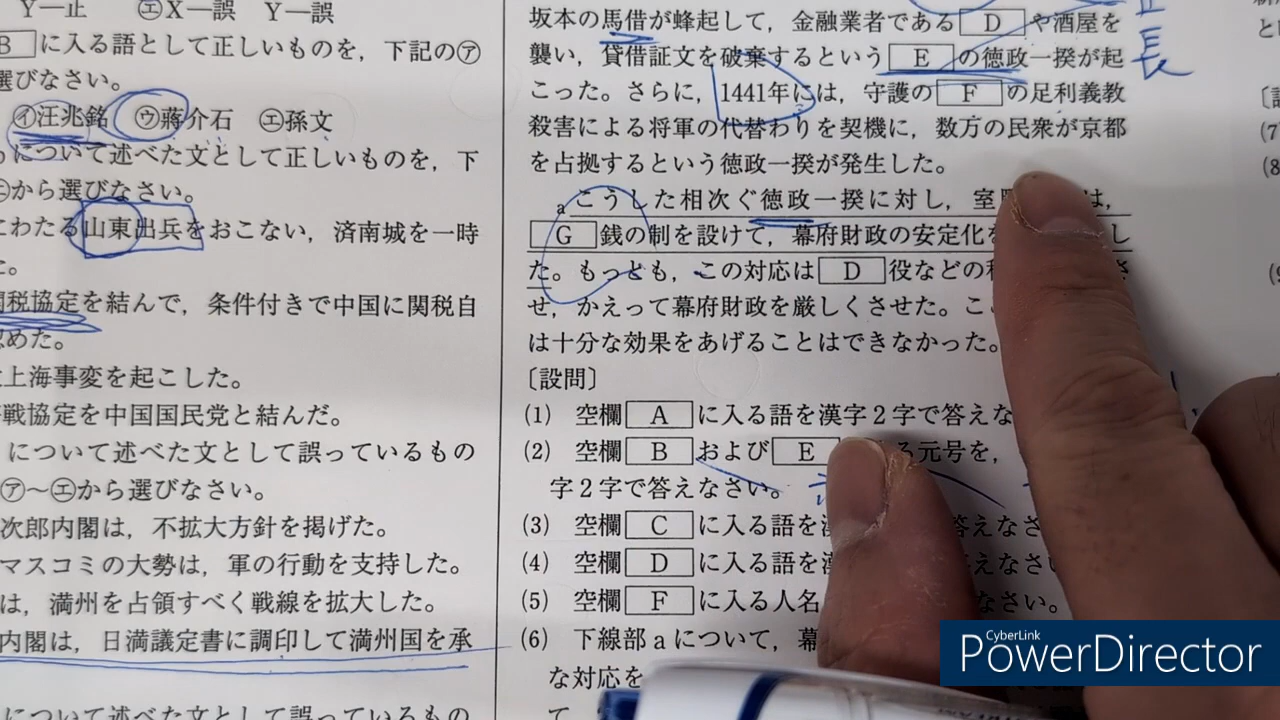 Y―正 ㋓X―誤 Y―誤
Bに入る語として正しいものを，下記の㋐
選びなさい。
㋑汪兆銘 ㋒蔣介石 ㋓孫文
について述べた文として正しいものを，下
から選びなさい。
にわたる山東出兵をおこない，済南城を一時
た。
関税協定を結んで，条件付きで中国に関税自
認めた。
上海事変を起こした。
戦協定を中国国民党と結んだ。
について述べた文として誤っているもの
㋐～㋓から選びなさい。
次郎内閣は，不拡大方針を掲げた。
マスコミの大勢は，軍の行動を支持した。
は，満州を占領すべく戦線を拡大した。
内閣は，日満議定書に調印して満州国を承
について述べた文として誤っているもの
坂本の馬借が蜂起して，金融業者である D や酒屋を
襲い，貸借証文を破棄するという E の徳政一揆が起
こった。さらに，1441年には，守護の F の足利義教
殺害による将軍の代替わりを契機に，数万の民衆が京都
を占拠するという徳政一揆が発生した。
aこうした相次ぐ徳政一揆に対し，室は，
G 銭の制を設けて，幕府財政の安定化をし
た。もっとも，この対応は D 役などの
せ，かえって幕府財政を厳しくさせた。こ
は十分な効果をあげることはできなかった。
〔設問〕
(1) 空欄 A に入る語を漢字2字で答えな
(2) 空欄 B および E る元号を，
字2字で答えなさい。
(3) 空欄 C に入る語を答えなさ
(4) 空欄 D に入る語を答えなさい
(5) 空欄 F に入る人名なさい。
(6) 下線部aについて，幕
な対応を
て
長
CyberLink
PowerDirector